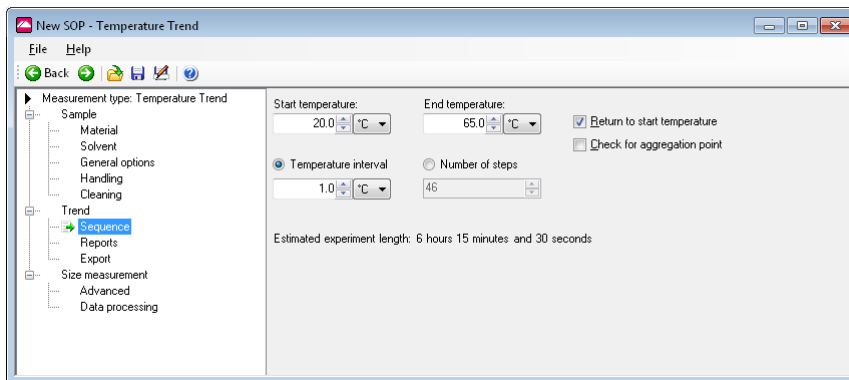 New SOP - Temperature Trend
File Help
Back
Measurement type: Temperature Trend
Sample
Material
Solvent
General options
Handling
Cleaning
Trend
Sequence
Reports
Export
Size measurement
Advanced
Data processing
Start temperature: End temperature:
20.0 °C 65.0 °C Return to start temperature
Check for aggregation point
Temperature interval Number of steps
1.0 °C 46
Estimated experiment length: 6 hours 15 minutes and 30 seconds